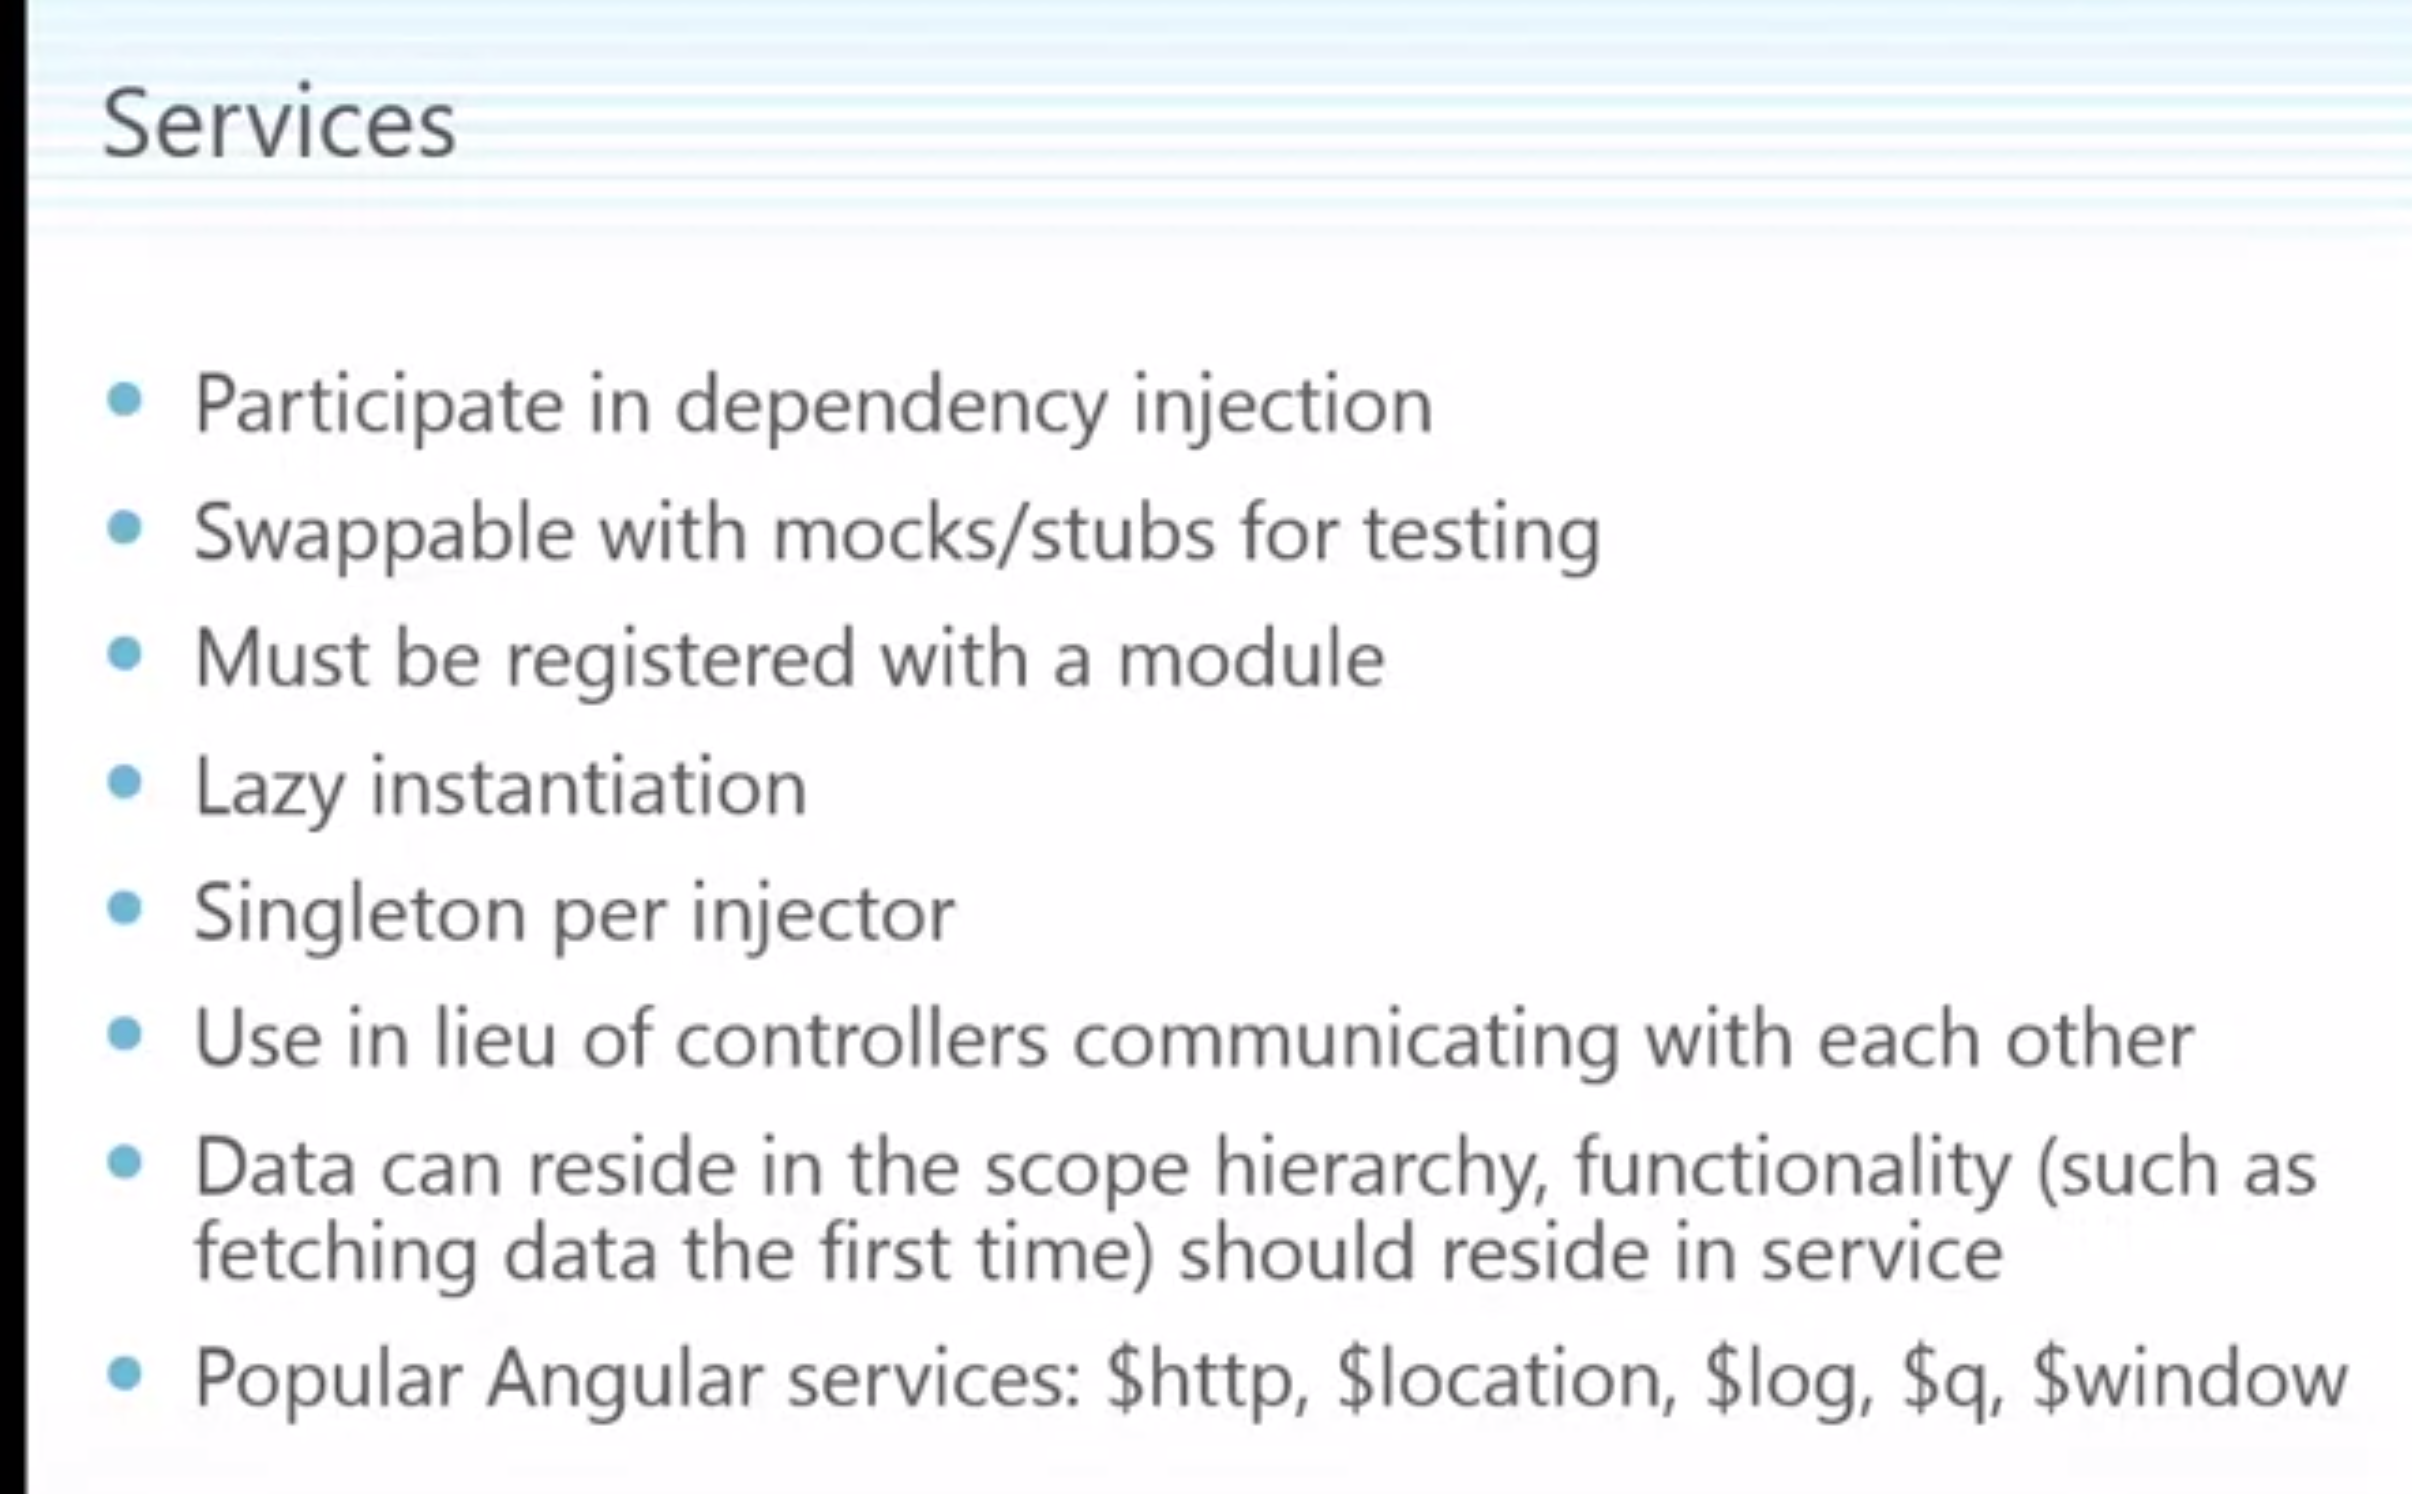 Services
Participate in dependency injection
Swappable with mocks/stubs for testing
Must be registered with a module
Lazy instantiation
Singleton per injector
Use in lieu of controllers communicating with each other
Data can reside in the scope hierarchy, functionality (such as
fetching data the first time) should reside in service
Popular Angular services: $http, $location, $log, $q, $window